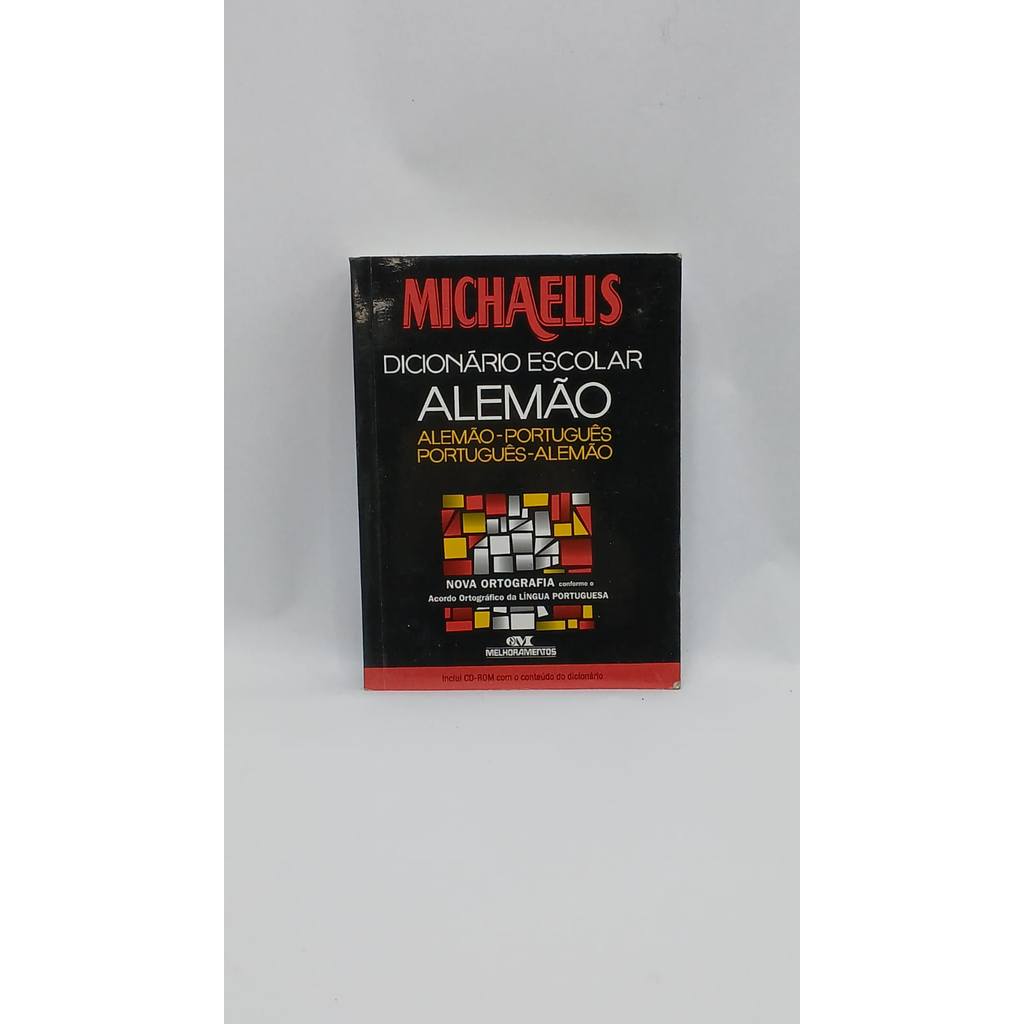 MICHAELIS
DICIONÁRIO ESCOLAR
ALEMÃO
ALEMÃO-PORTUGUÊS
PORTUGUÊS-ALEMÃO
NOVA ORTOGRAFIA conforme o
Acordo Ortográfico da LÍNGUA PORTUGUESA
MELHORAMENTOS
Inclui CD-ROM com o conteúdo do dicionário